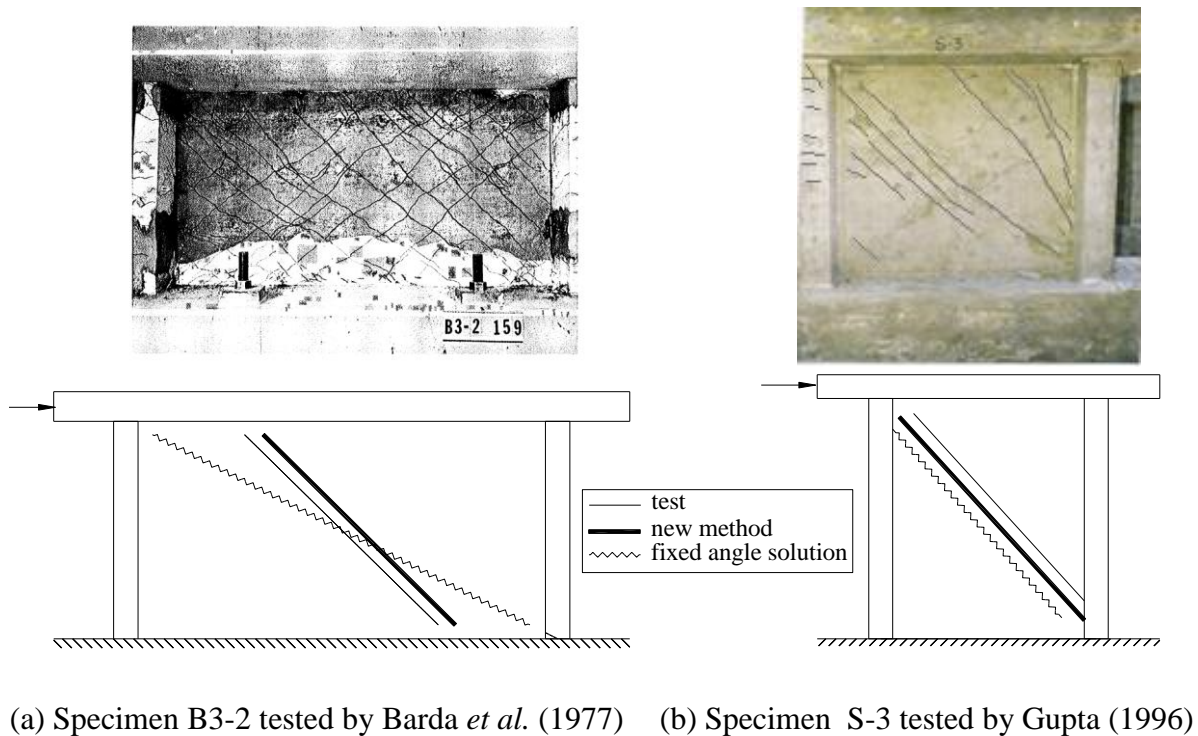 S-3
B3-2 159
test
new method
fixed angle solution
(a) Specimen B3-2 tested by Barda et al. (1977) (b) Specimen S-3 tested by Gupta (1996)